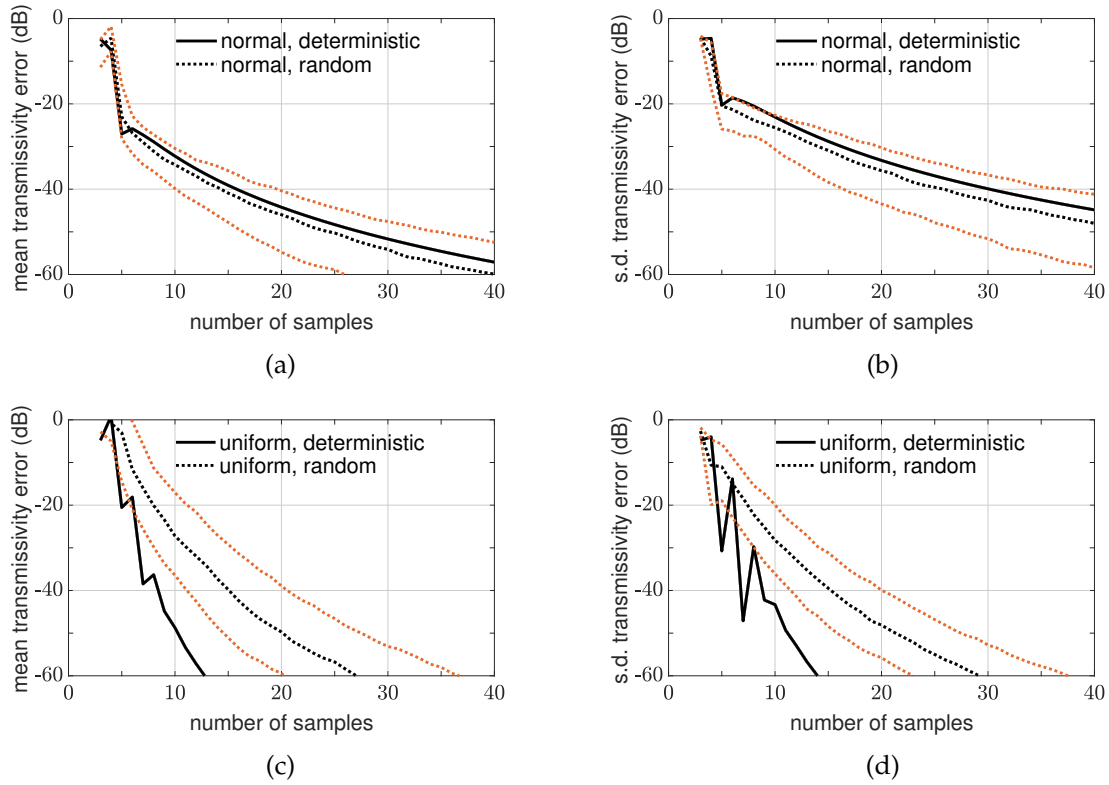 mean transmissivity error (dB)
0
-20
-40
-60
normal, deterministic
normal, random
0 10 20 30 40
number of samples
(a)
s.d. transmissivity error (dB)
0
-20
-40
-60
normal, deterministic
normal, random
0 10 20 30 40
number of samples
(b)
mean transmissivity error (dB)
0
-20
-40
-60
uniform, deterministic
uniform, random
0 10 20 30 40
number of samples
(c)
s.d. transmissivity error (dB)
0
-20
-40
-60
uniform, deterministic
uniform, random
0 10 20 30 40
number of samples
(d)